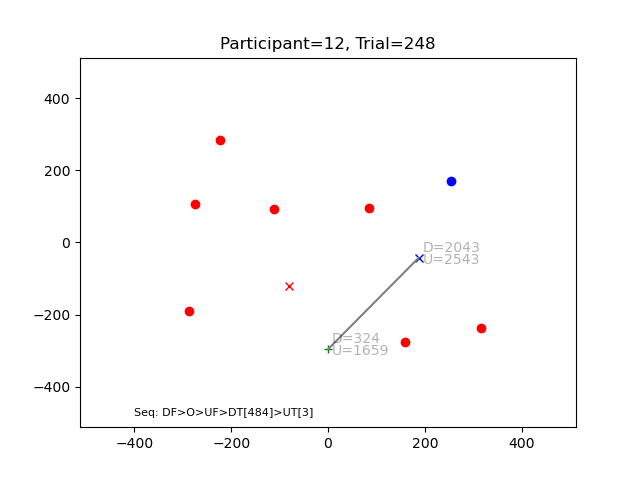 Participant=12, Trial=248
400
200
0
−200
−400
D=2043
U=2543
D=324
U=1659
Seq: DF>O>UF>DT[484]>UT[3]
−400
−200
0
200
400